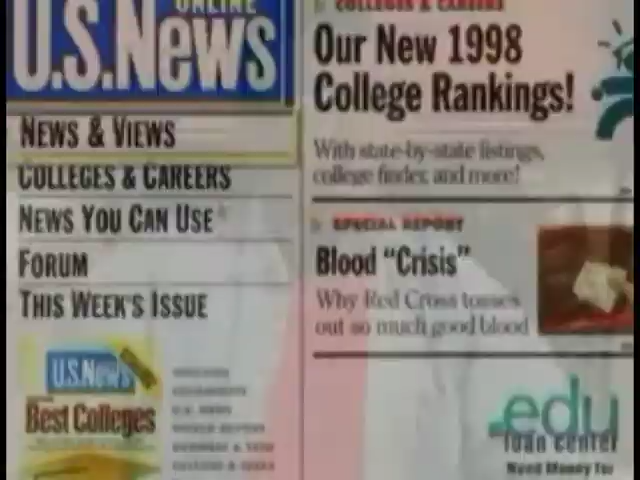 ONLINE
U.S.News
NEWS & VIEWS
COLLEGES & CAREERS
NEWS YOU CAN USE
FORUM
THIS WEEK'S ISSUE
U.S.News
Best Colleges
COLLEGES & CAREERS
Our New 1998
College Rankings!
With state-by-state listings,
college finder, and more!
SPECIAL REPORT
Blood "Crisis"
Why Red Cross tosses
out so much good blood
.edu
loan center
Need Money for